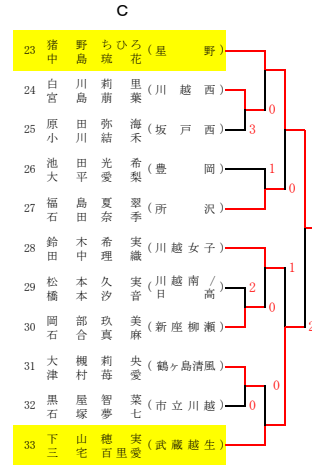 C
23 猪野ちひろ (星野)
中島琉花
24 白川莉里 (川越西)
宮島萠葉
0
25 原田弥海 (坂戸西)
小川結禾
3
26 池田光希 (豊岡)
大平愛梨
1
0
27 福島夏翠 (所沢)
石田奈季
28 鈴木希実 (川越女子)
田中理織
1
29 松本久実 (川越南/
橋本汐音 日高)
2
0
30 岡部玖美 (新座柳瀬)
石合真麻
2
31 大槻莉央 (鶴ヶ島清風)
津村苺愛
0
32 黒屋智菜 (市立川越)
石塚夢七
0
33 下山穂実 (武蔵越生)
三宅百里愛